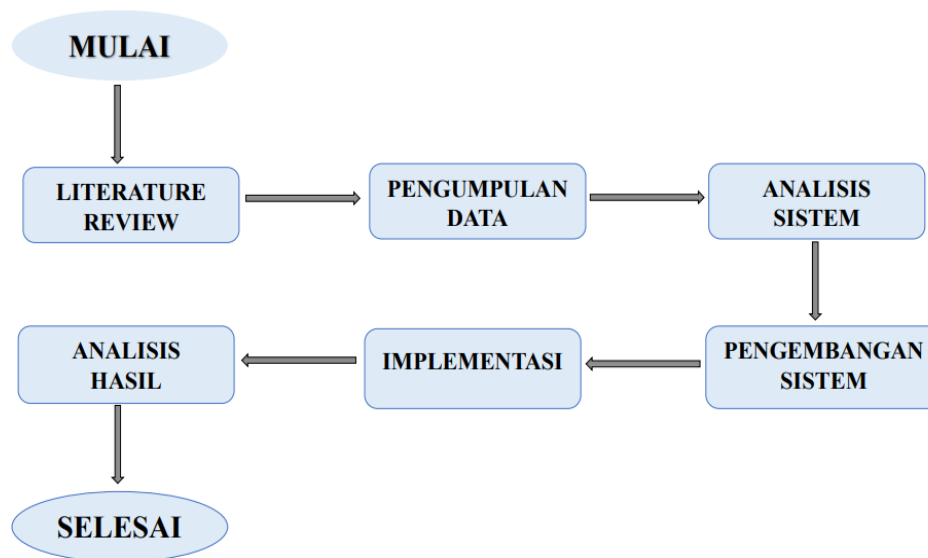 MULAI
LITERATURE
REVIEW
PENGUMPULAN
DATA
ANALISIS
SISTEM
PENGEMBANGAN
SISTEM
IMPLEMENTASI
ANALISIS
HASIL
SELESAI